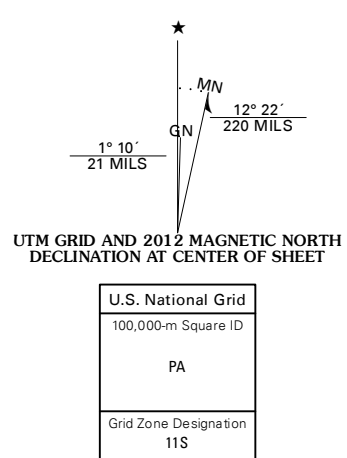 ★
MN
12° 22´
220 MILS
GN
1° 10´
21 MILS
UTM GRID AND 2012 MAGNETIC NORTH
DECLINATION AT CENTER OF SHEET
U.S. National Grid
100,000-m Square ID
PA
Grid Zone Designation
11S